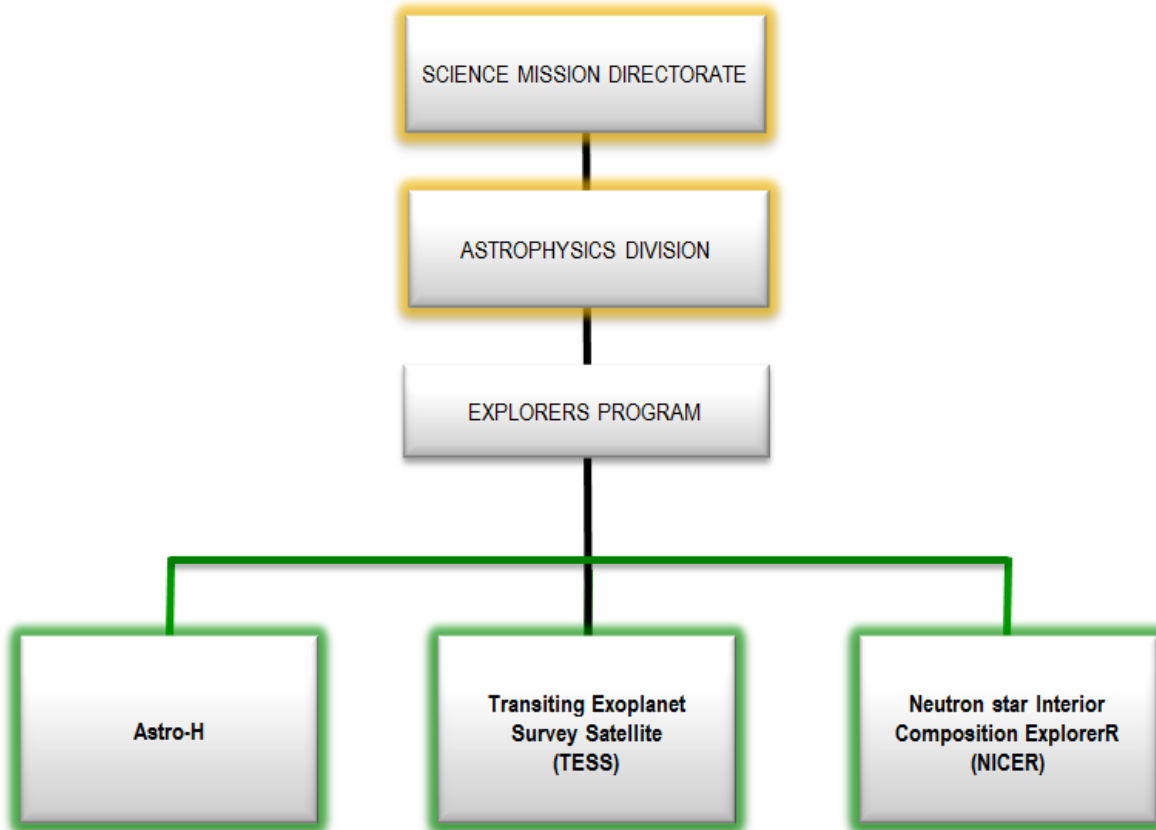 SCIENCE MISSION DIRECTORATE
ASTROPHYSICS DIVISION
EXPLORERS PROGRAM
Astro-H
Transiting Exoplanet
Survey Satellite
(TESS)
Neutron star Interior
Composition ExplorerR
(NICER)